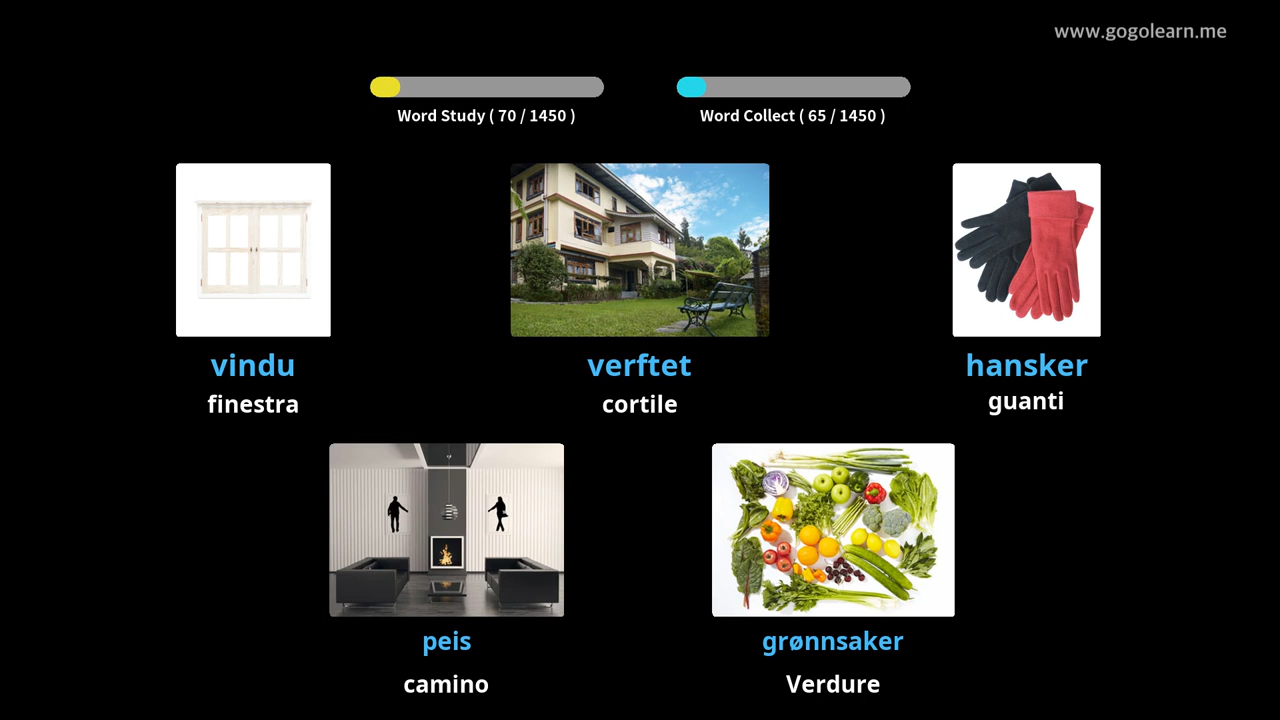 www.gogolearn.me
Word Study ( 70 / 1450 )
Word Collect ( 65 / 1450 )
vindu
finestra
verftet
cortile
hansker
guanti
peis
camino
grønnsaker
Verdure